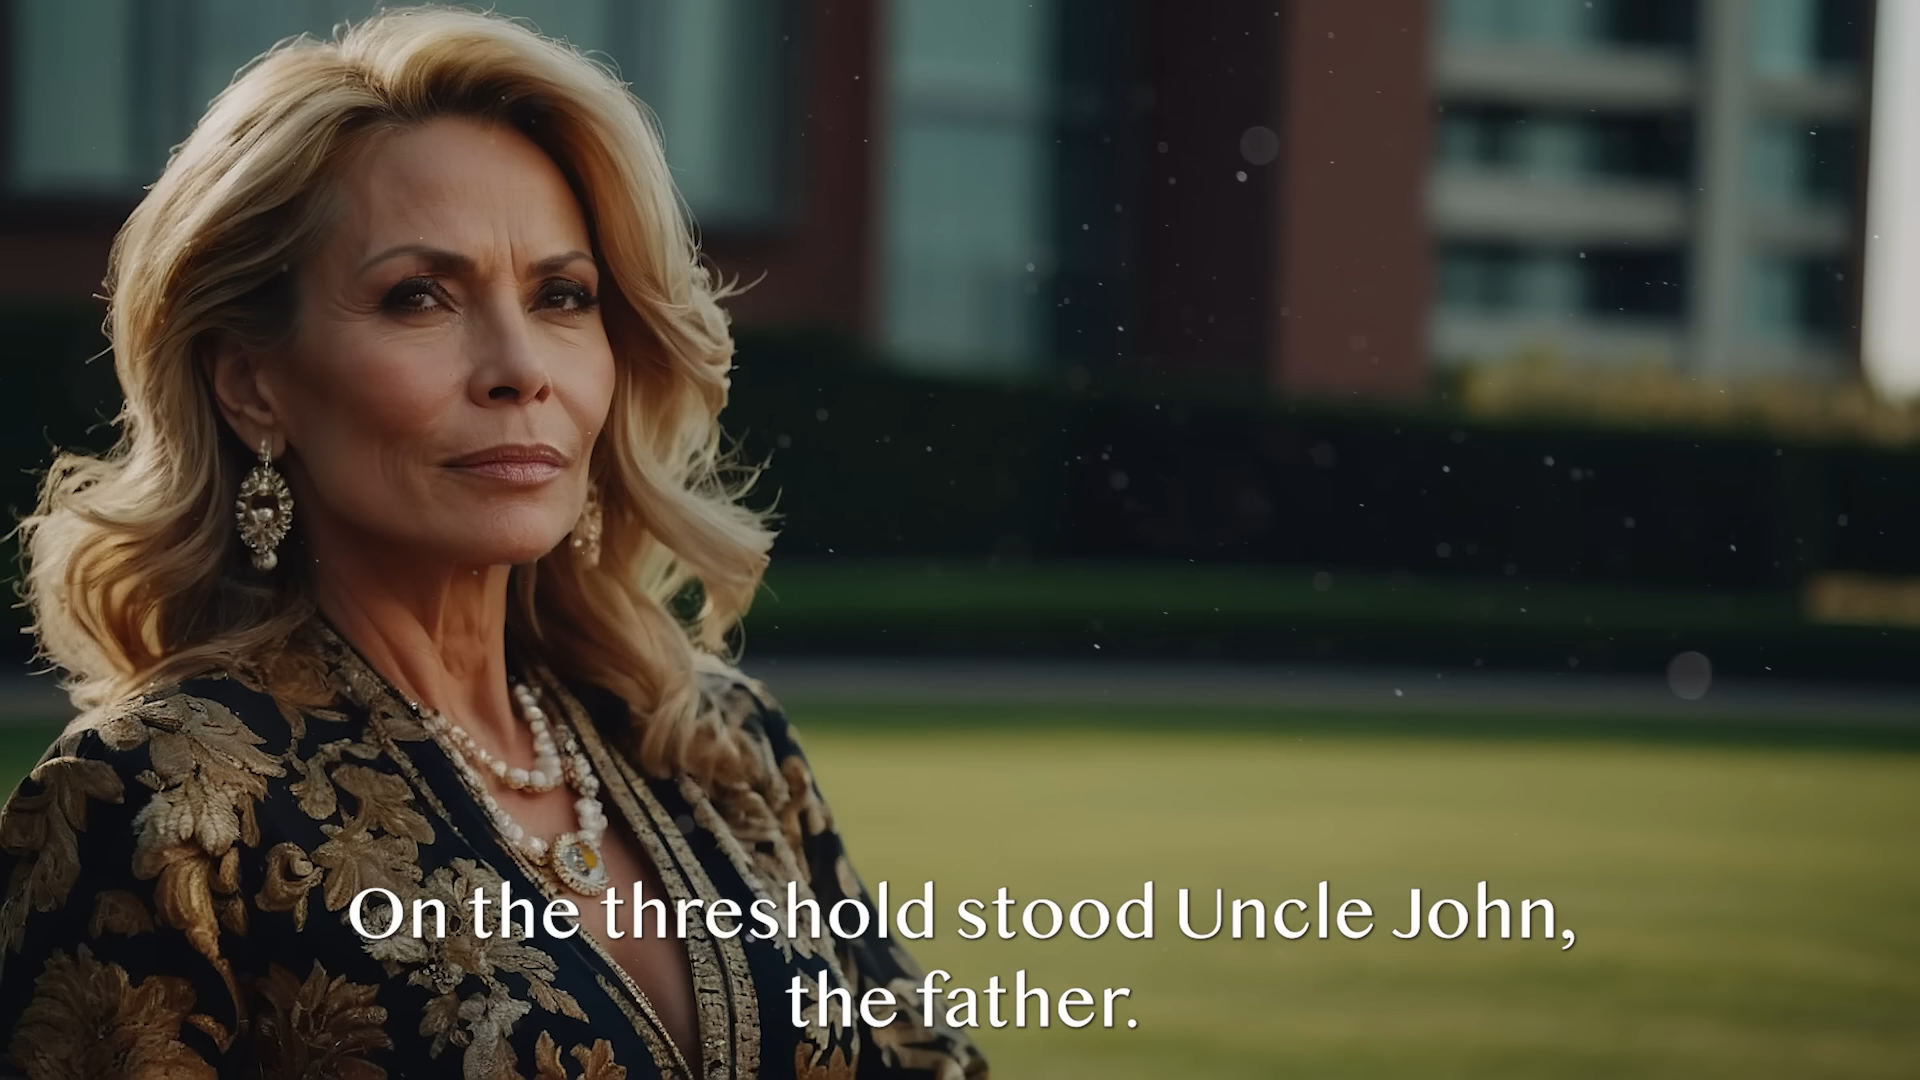 On the threshold stood Uncle John,
the father.